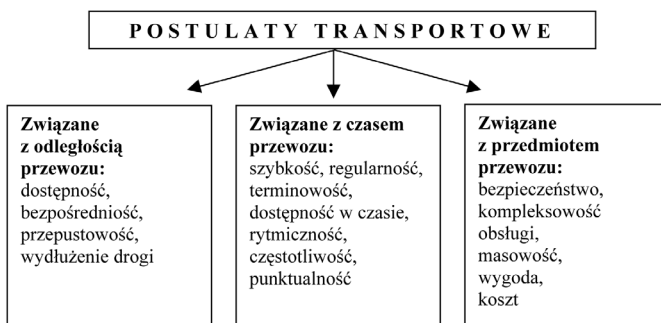 POSTULATY TRANSPORTOWE
Związane
z odległością
przewozu:
dostępność,
bezpośredniość,
przepustowość,
wydłużenie drogi
Związane z czasem
przewozu:
szybkość, regularność,
terminowość,
dostępność w czasie,
rytmiczność,
częstotliwość,
punktualność
Związane
z przedmiotem
przewozu:
bezpieczeństwo,
kompleksowość
obsługi,
masowość,
wygoda,
koszt